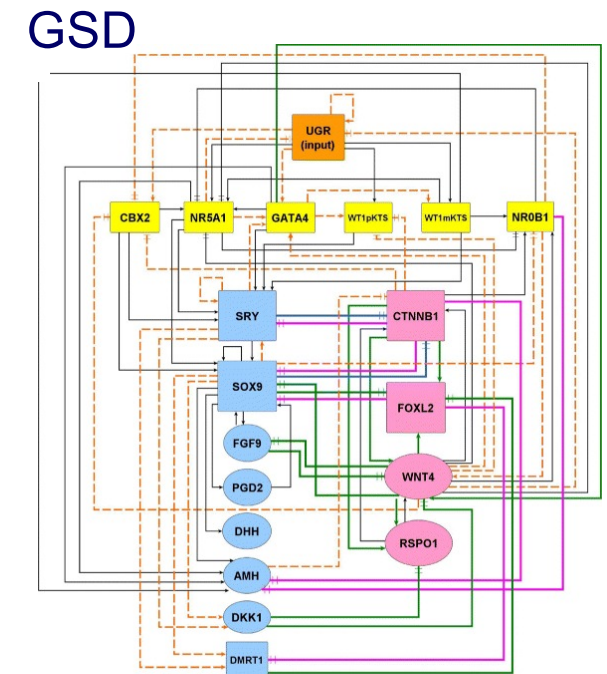 GSD
UGR
(input)
CBX2
NR5A1
GATA4
WT1pKTS
WT1mKTS
NR0B1
SRY
CTNNB1
SOX9
FOXL2
FGF9
WNT4
PGD2
DHH
RSPO1
AMH
DKK1
DMRT1